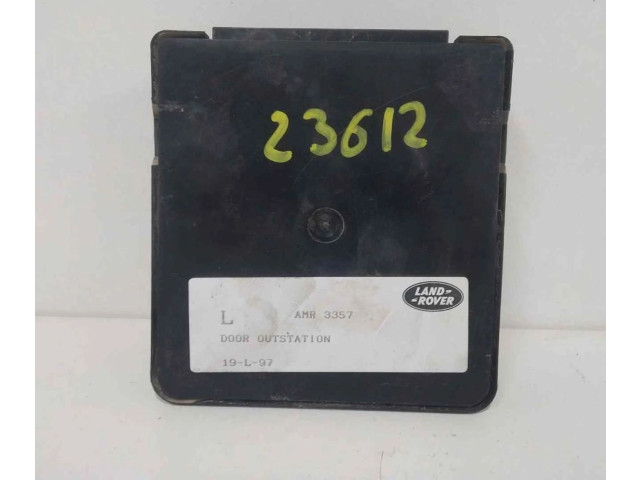 23612
LAND-
-ROVER
L AMR 3357
DOOR OUTSTATION
19-L-97